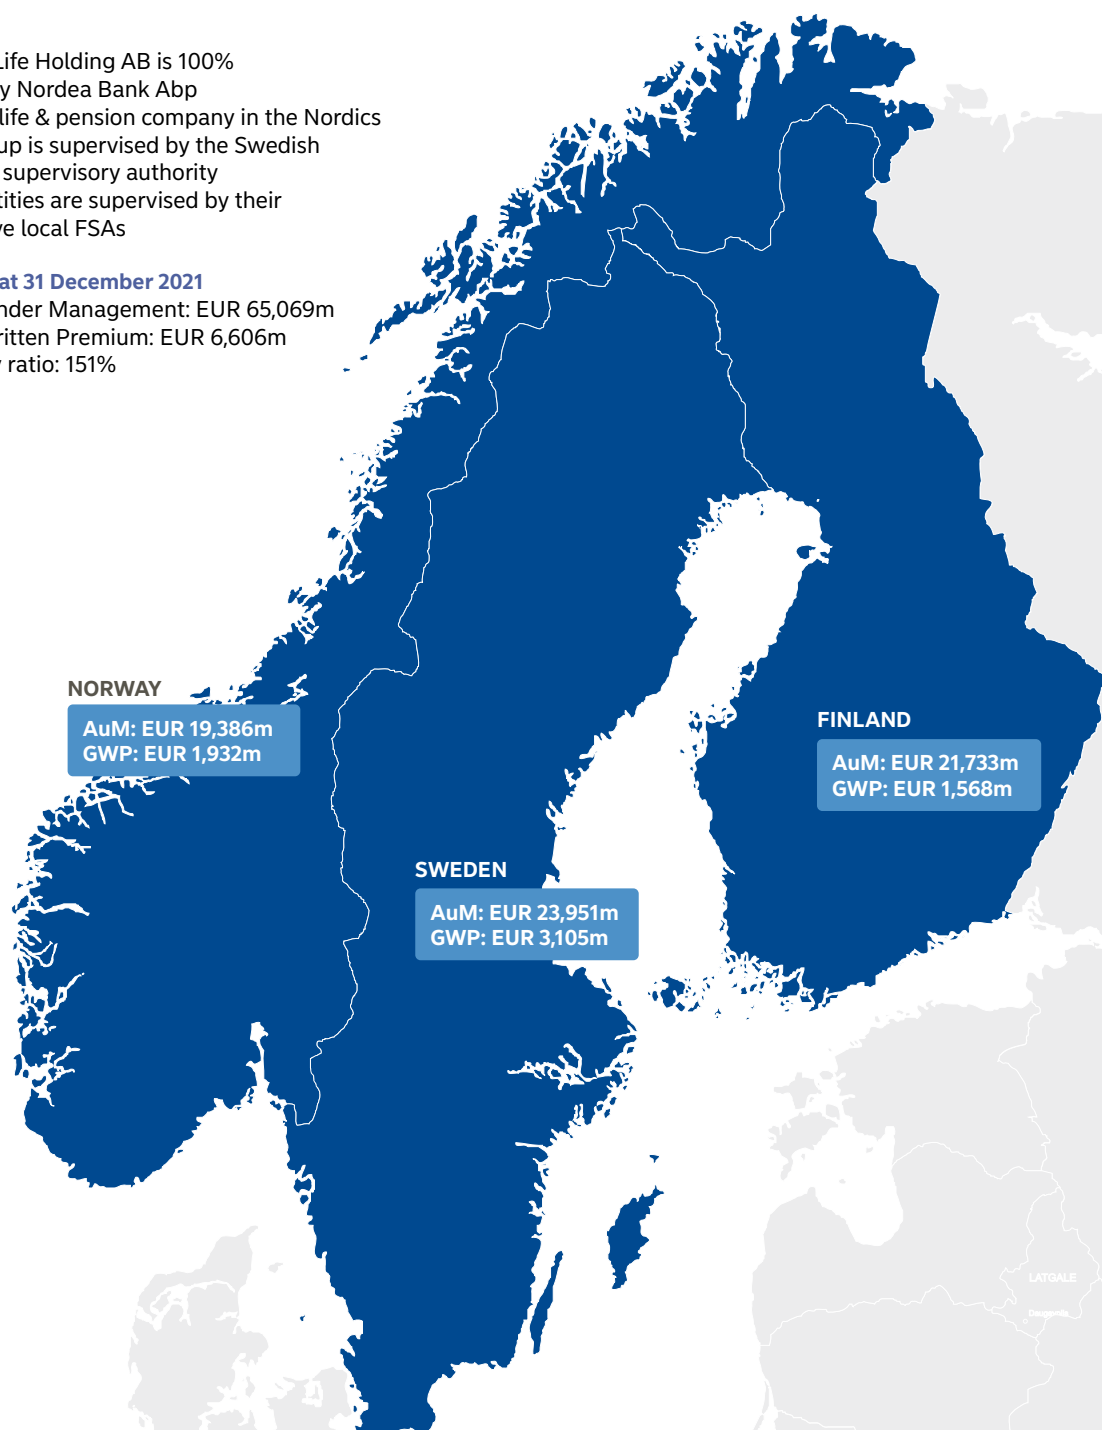 Life Holding AB is 100%
y Nordea Bank Abp
life & pension company in the Nordics
up is supervised by the Swedish
supervisory authority
tities are supervised by their
ve local FSAs
at 31 December 2021
nder Management: EUR 65,069m
ritten Premium: EUR 6,606m
y ratio: 151%
NORWAY
AuM: EUR 19,386m
GWP: EUR 1,932m
FINLAND
AuM: EUR 21,733m
GWP: EUR 1,568m
SWEDEN
AuM: EUR 23,951m
GWP: EUR 3,105m
LATGALE